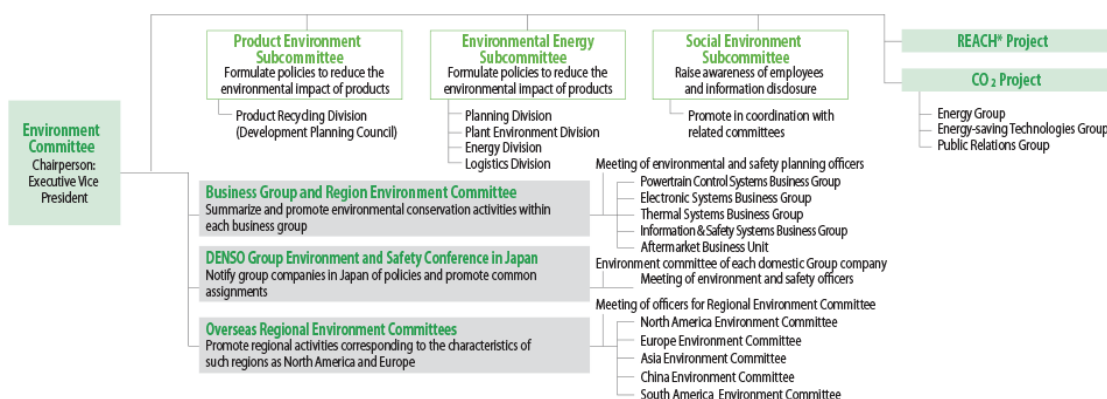 Product Environment
Subcommittee
Formulate policies to reduce the
environmental impact of products
Product Recycling Division
(Development Planning Council)
Environmental Energy
Subcommittee
Formulate policies to reduce the
environmental impact of products
Planning Division
Plant Environment Division
Energy Division
Logistics Division
Social Environment
Subcommittee
Raise awareness of employees
and information disclosure
Promote in coordination with
related committees
REACH* Project
CO2 Project
Energy Group
Energy-saving Technologies Group
Public Relations Group
Environment
Committee
Chairperson:
Executive Vice
President
Business Group and Region Environment Committee
Summarize and promote environmental conservation activities within
each business group
Meeting of environmental and safety planning officers
Powertrain Control Systems Business Group
Electronic Systems Business Group
Thermal Systems Business Group
Information & Safety Systems Business Group
Aftermarket Business Unit
DENSO Group Environment and Safety Conference in Japan
Notify group companies in Japan of policies and promote common
assignments
Environment committee of each domestic Group company
Meeting of environment and safety officers
Overseas Regional Environment Committees
Promote regional activities corresponding to the characteristics of
such regions as North America and Europe
Meeting of officers for Regional Environment Committee
North America Environment Committee
Europe Environment Committee
Asia Environment Committee
China Environment Committee
South America Environment Committee